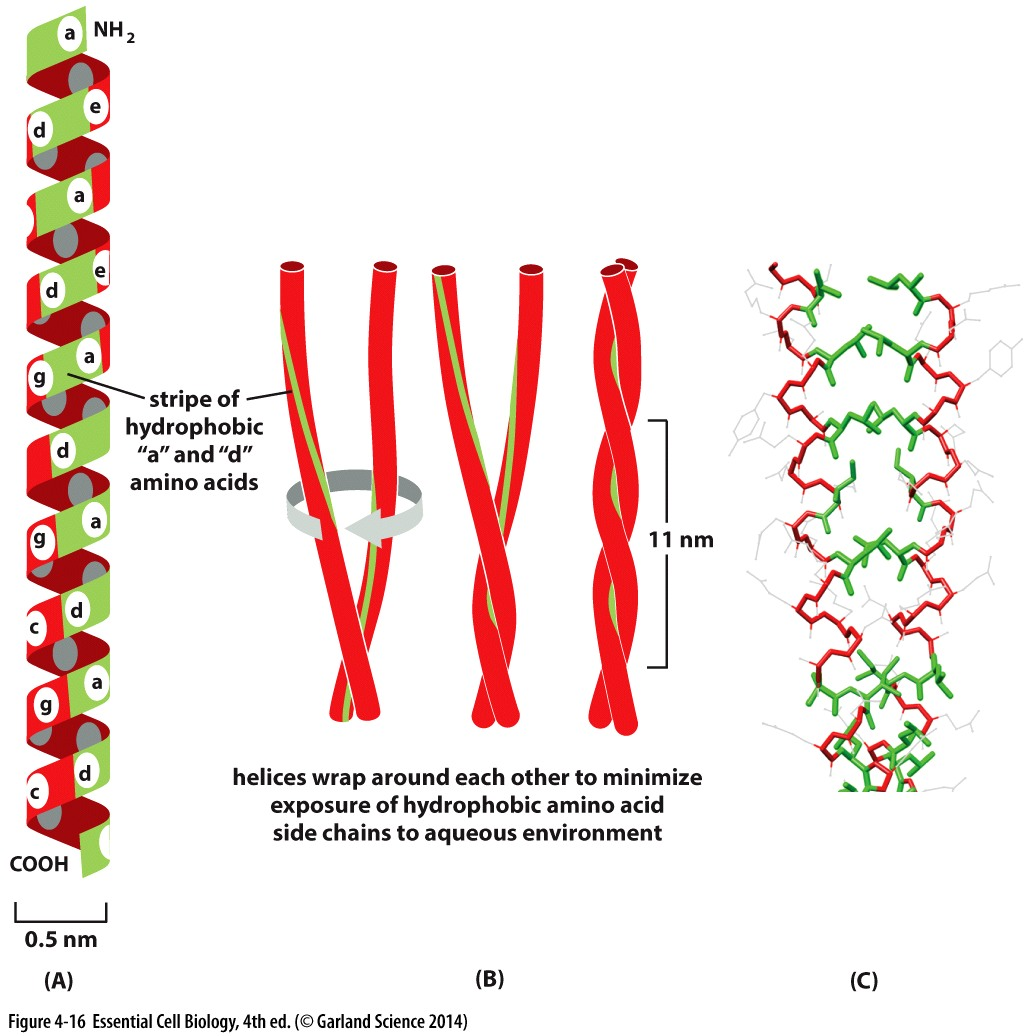 a
NH2
e
d
a
d
e
a
g
d
a
g
d
c
a
g
d
c
COOH
0.5 nm
(A)
stripe of
hydrophobic
“a” and “d”
amino acids
11 nm
helices wrap around each other to minimize
exposure of hydrophobic amino acid
side chains to aqueous environment
(B)
(C)
Figure 4-16 Essential Cell Biology, 4th ed. (© Garland Science 2014)